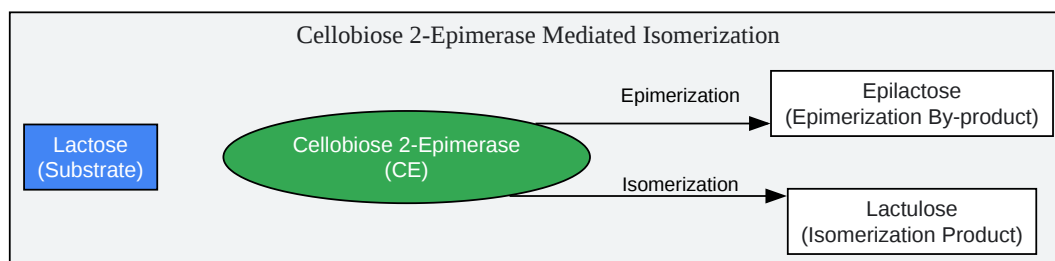 Cellobiose 2-Epimerase Mediated Isomerization
Lactose
(Substrate)
Cellobiose 2-Epimerase
(CE)
Epimerization
Isomerization
Epilactose
(Epimerization By-product)
Lactulose
(Isomerization Product)